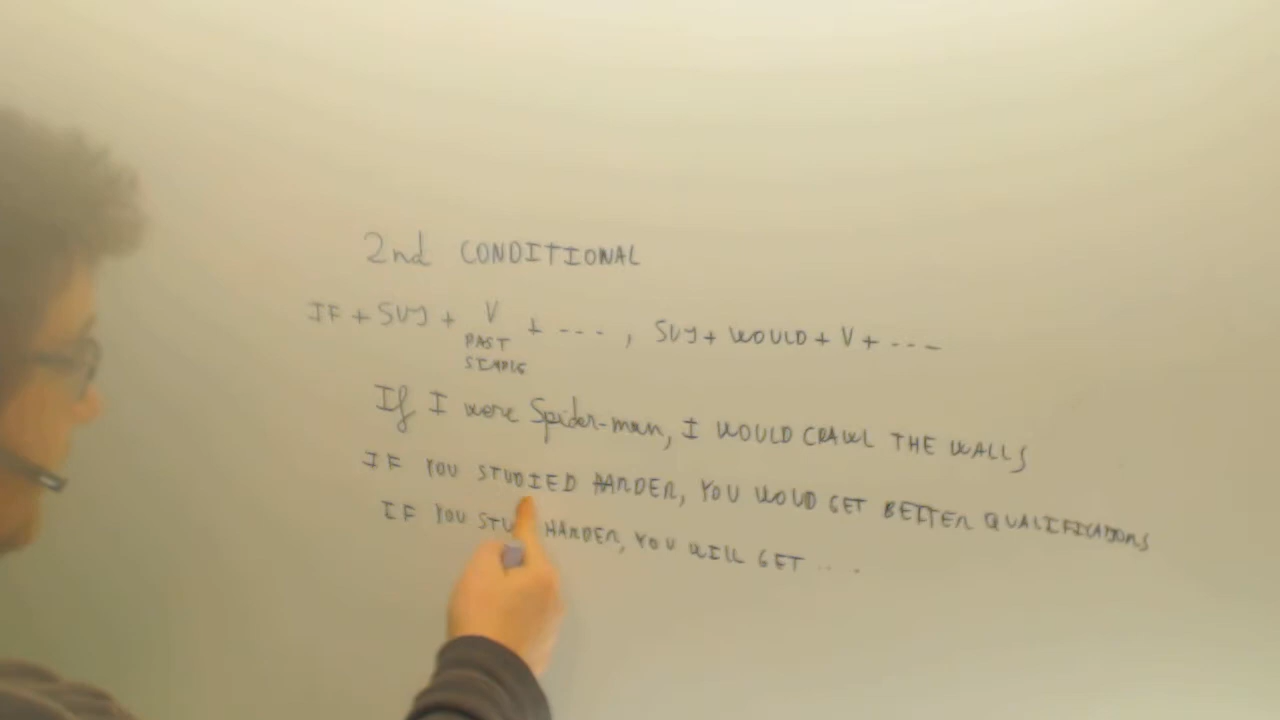 2nd CONDITIONAL
IF + SUJ + V + ---, SUJ + WOULD + V + ---
PAST
SIMPLE
If I were Spider-man, I WOULD CRAWL THE WALLS
IF YOU STUDIED HARDER, YOU WOULD GET BETTER QUALIFICATIONS
IF YOU STU HARDER, YOU WILL GET ...